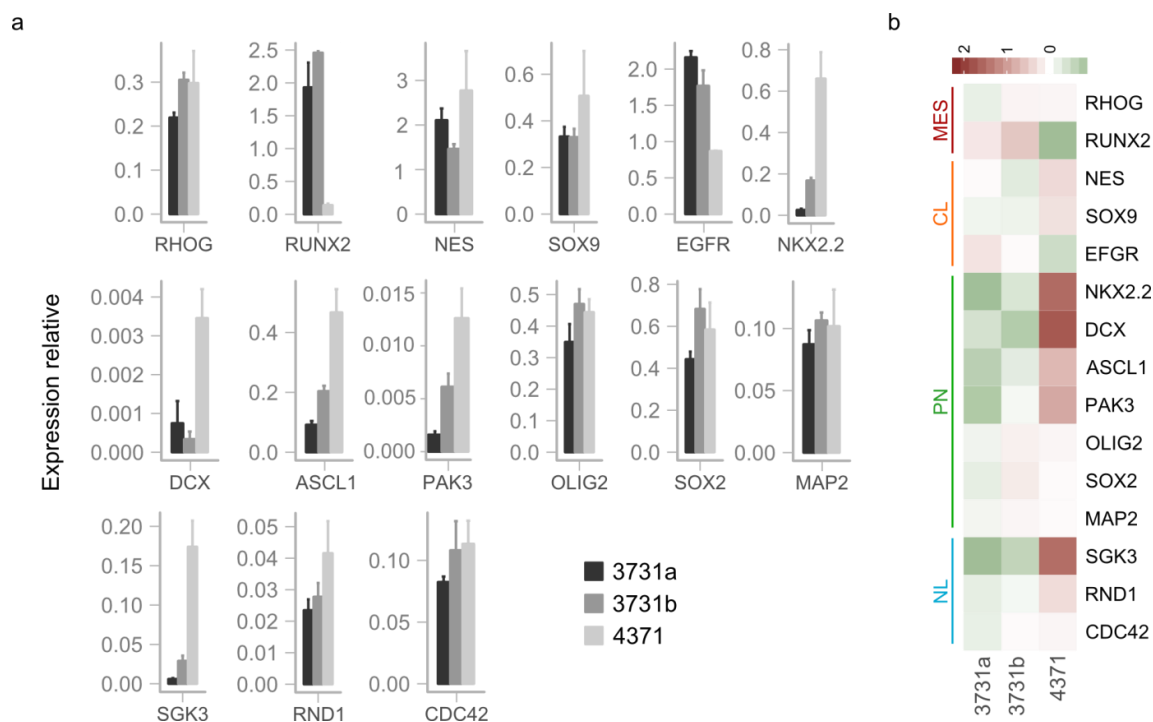 a
Expression relative
0.3
0.2
0.1
0.0
RHOG
2.5
2.0
1.5
1.0
0.5
0.0
RUNX2
3
2
1
0
NES
0.6
0.4
0.2
0.0
SOX9
2.0
1.5
1.0
0.5
0.0
EGFR
0.8
0.6
0.4
0.2
0.0
NKX2.2
0.004
0.003
0.002
0.001
0.000
DCX
0.4
0.2
0.0
ASCL1
0.015
0.010
0.005
0.000
PAK3
0.5
0.4
0.3
0.2
0.1
0.0
OLIG2
0.8
0.6
0.4
0.2
0.0
SOX2
0.10
0.05
0.00
MAP2
0.20
0.15
0.10
0.05
0.00
SGK3
0.05
0.04
0.03
0.02
0.01
0.00
RND1
0.10
0.05
0.00
CDC42
3731a
3731b
4371
b
2 1 0
MES
CL
PN
NL
RHOG
RUNX2
NES
SOX9
EFGR
NKX2.2
DCX
ASCL1
PAK3
OLIG2
SOX2
MAP2
SGK3
RND1
CDC42
3731a
3731b
4371